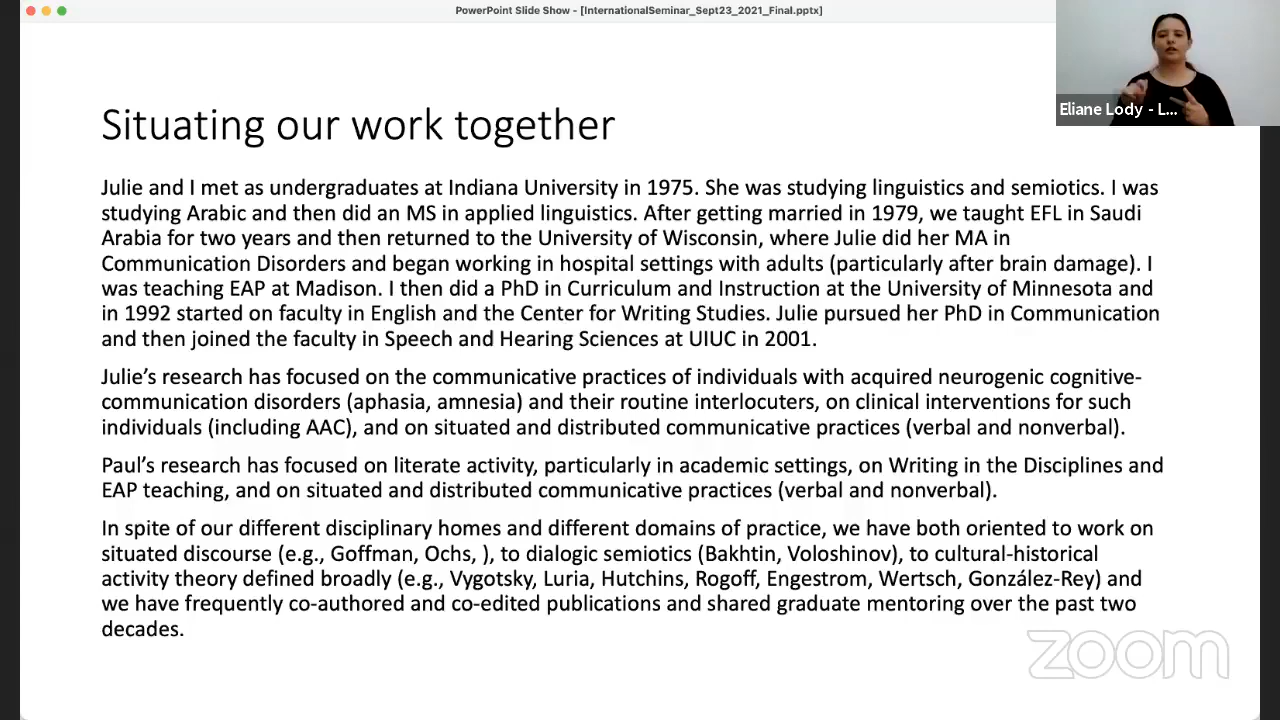 PowerPoint Slide Show - [InternationalSeminar_Sept23_2021_Final.pptx]
Eliane Lody - L...
Situating our work together
Julie and I met as undergraduates at Indiana University in 1975. She was studying linguistics and semiotics. I was
studying Arabic and then did an MS in applied linguistics. After getting married in 1979, we taught EFL in Saudi
Arabia for two years and then returned to the University of Wisconsin, where Julie did her MA in
Communication Disorders and began working in hospital settings with adults (particularly after brain damage). I
was teaching EAP at Madison. I then did a PhD in Curriculum and Instruction at the University of Minnesota and
in 1992 started on faculty in English and the Center for Writing Studies. Julie pursued her PhD in Communication
and then joined the faculty in Speech and Hearing Sciences at UIUC in 2001.
Julie’s research has focused on the communicative practices of individuals with acquired neurogenic cognitive-
communication disorders (aphasia, amnesia) and their routine interlocuters, on clinical interventions for such
individuals (including AAC), and on situated and distributed communicative practices (verbal and nonverbal).
Paul’s research has focused on literate activity, particularly in academic settings, on Writing in the Disciplines and
EAP teaching, and on situated and distributed communicative practices (verbal and nonverbal).
In spite of our different disciplinary homes and different domains of practice, we have both oriented to work on
situated discourse (e.g., Goffman, Ochs, ), to dialogic semiotics (Bakhtin, Voloshinov), to cultural-historical
activity theory defined broadly (e.g., Vygotsky, Luria, Hutchins, Rogoff, Engestrom, Wertsch, González-Rey) and
we have frequently co-authored and co-edited publications and shared graduate mentoring over the past two
decades.
zoom